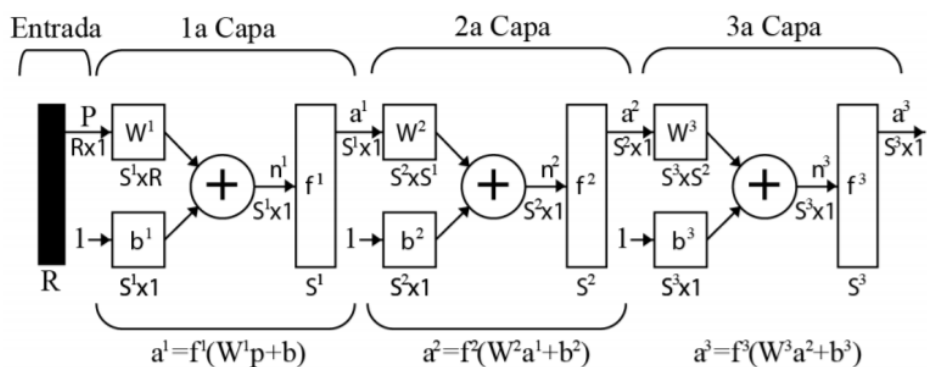 Entrada 1a Capa 2a Capa 3a Capa
P a¹ a² a³
W¹ W² W³
Rx1 S¹x1 S²x1 S³x1
S¹xR S²xS¹ S³xS²
+ n¹ f¹ + n² f² + n³ f³
S¹x1 S²x1 S³x1
1 b¹ 1 b² 1 b³
R S¹x1 S¹ S²x1 S² S³x1 S³
a¹=f¹(W¹p+b) a²=f²(W²a¹+b²) a³=f³(W³a²+b³)